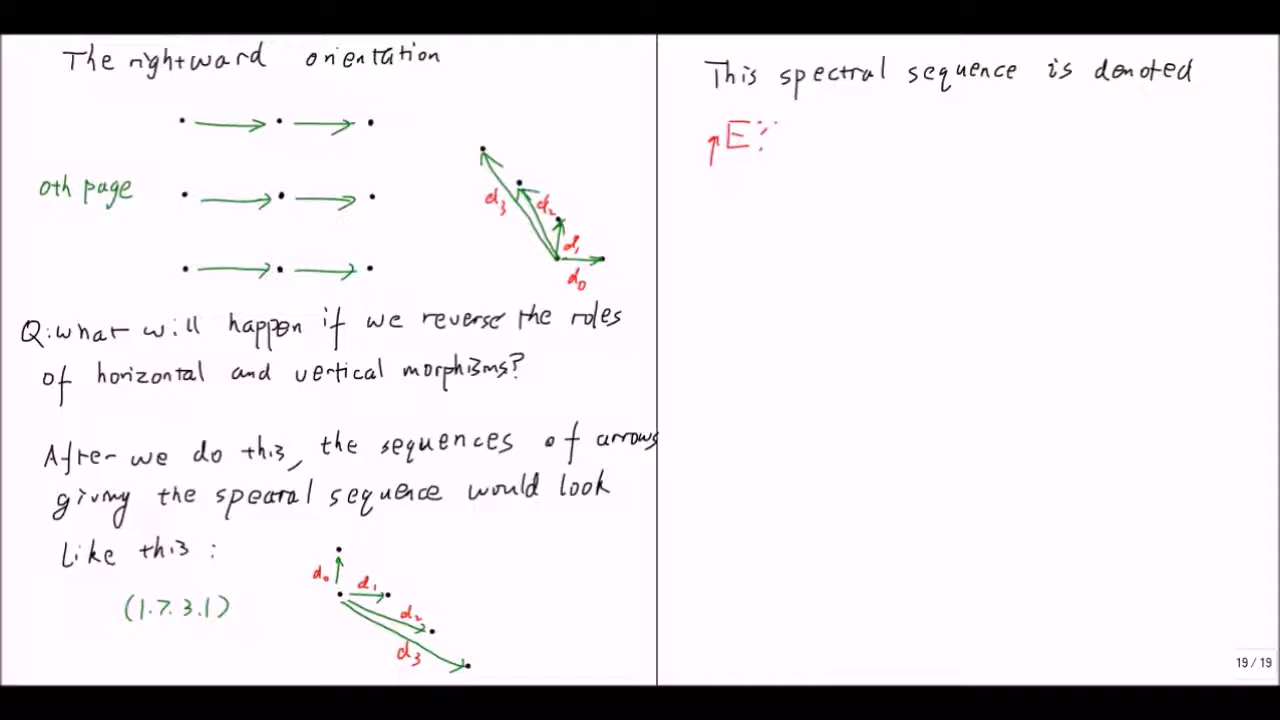 The rightward orientation
0th page
d3
d2
d1
d0
Q: what will happen if we reverse the roles
of horizontal and vertical morphisms?
After we do this, the sequences of arrows
giving the spectral sequence would look
like this:
(1.7.3.1)
d0
d1
d2
d3
This spectral sequence is denoted
↑E
19 / 19